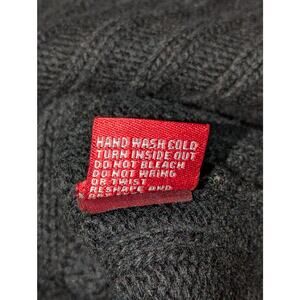 HAND WASH COLD
TURN INSIDE OUT
DO NOT BLEACH
DO NOT WRING
OR TWIST
RESHAPE AND